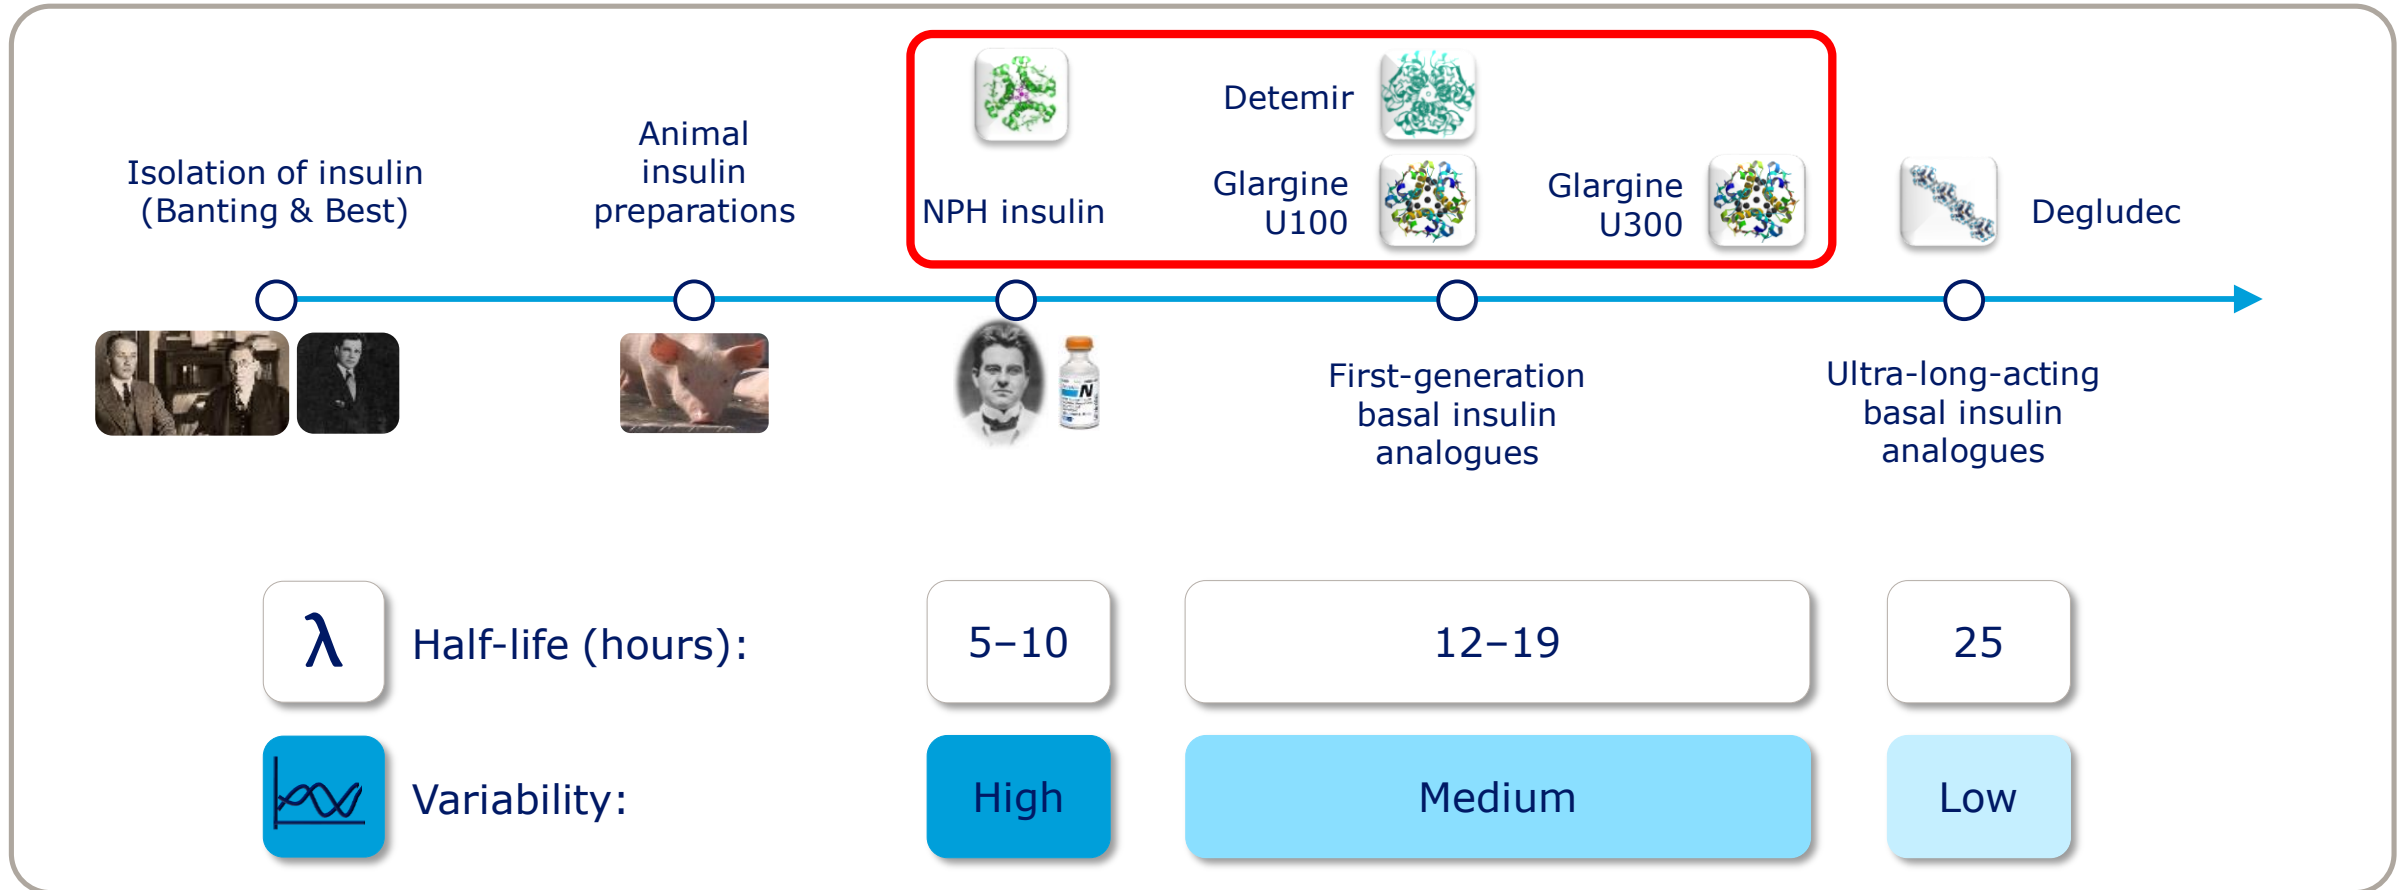 Isolation of insulin
(Banting & Best)
Animal
insulin
preparations
NPH insulin
Detemir
Glargine
U100
Glargine
U300
Degludec
N
First-generation
basal insulin
analogues
Ultra-long-acting
basal insulin
analogues
λ
Half-life (hours):
5–10
12–19
25
Variability:
High
Medium
Low